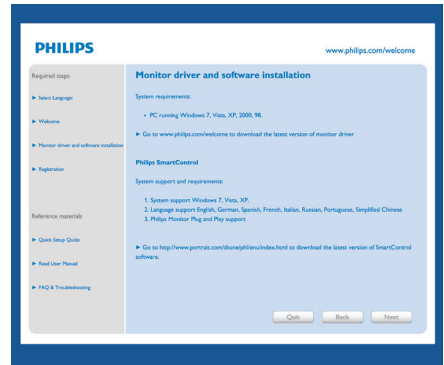 PHILIPS
www.philips.com/welcome
Required steps
► Select Language:
► Welcome
► Monitor driver and software installation
► Registration
Reference materials
► Quick Setup Guide
► Read User Manual
► FAQ & Troubleshooting
Monitor driver and software installation
System requirements:
• PC running Windows 7, Vista, XP, 2000, 98.
► Go to www.philips.com/welcome to download the latest version of monitor driver
Philips SmartControl
System support and requirements:
1. System support Windows 7, Vista, XP.
2. Language support English, German, Spanish, French, Italian, Russian, Portuguese, Simplified Chinese
3. Philips Monitor Plug and Play support
► Go to http://www.portrait.com/dtune/phl/enu/index.html to download the latest version of SmartControl
software.
Quit Back Next